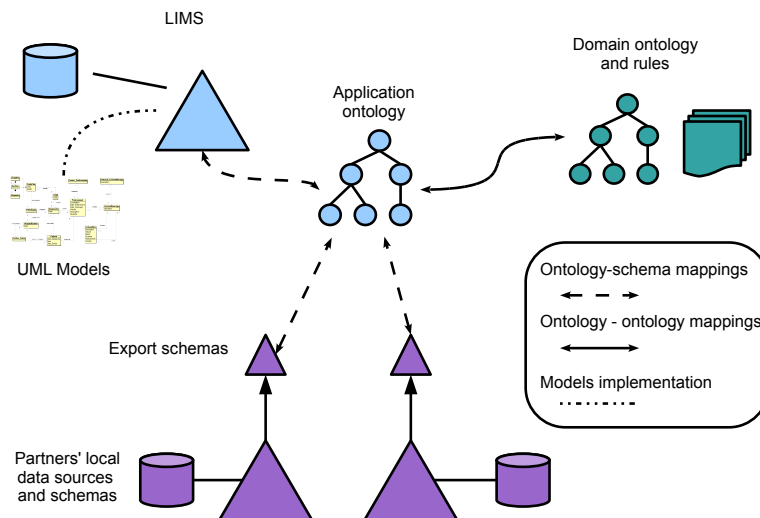 LIMS
Domain ontology
and rules
Application
ontology
UML Models
Ontology-schema mappings
Ontology - ontology mappings
Export schemas
Models implementation
Partners' local
data sources
and schemas